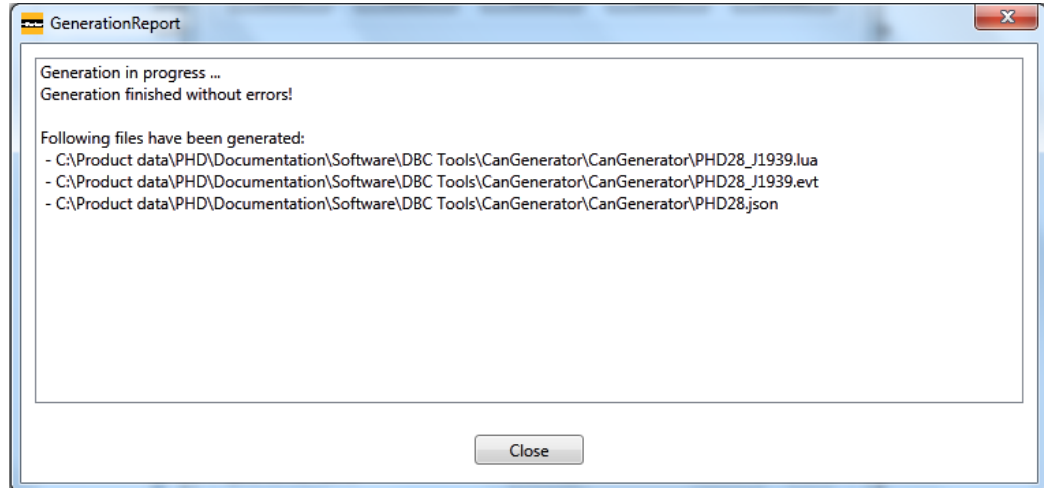 GenerationReport
Generation in progress ...
Generation finished without errors!
Following files have been generated:
- C:\Product data\PHD\Documentation\Software\DBC Tools\CanGenerator\CanGenerator\PHD28_J1939.lua
- C:\Product data\PHD\Documentation\Software\DBC Tools\CanGenerator\CanGenerator\PHD28_J1939.evt
- C:\Product data\PHD\Documentation\Software\DBC Tools\CanGenerator\CanGenerator\PHD28.json
Close